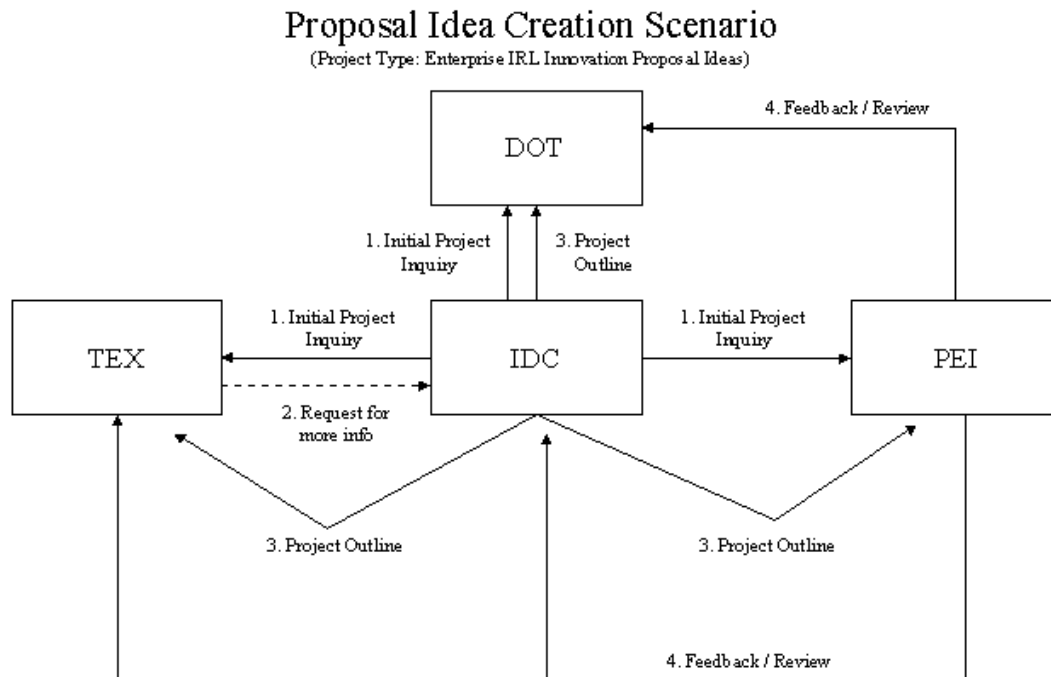 Proposal Idea Creation Scenario
(Project Type: Enterprise IRL Innovation Proposal Ideas)
4. Feedback / Review
DOT
1. Initial Project
Inquiry
3. Project
Outline
1. Initial Project
Inquiry
1. Initial Project
Inquiry
TEX
IDC
PEI
2. Request for
more info
3. Project Outline
3. Project Outline
4. Feedback / Review